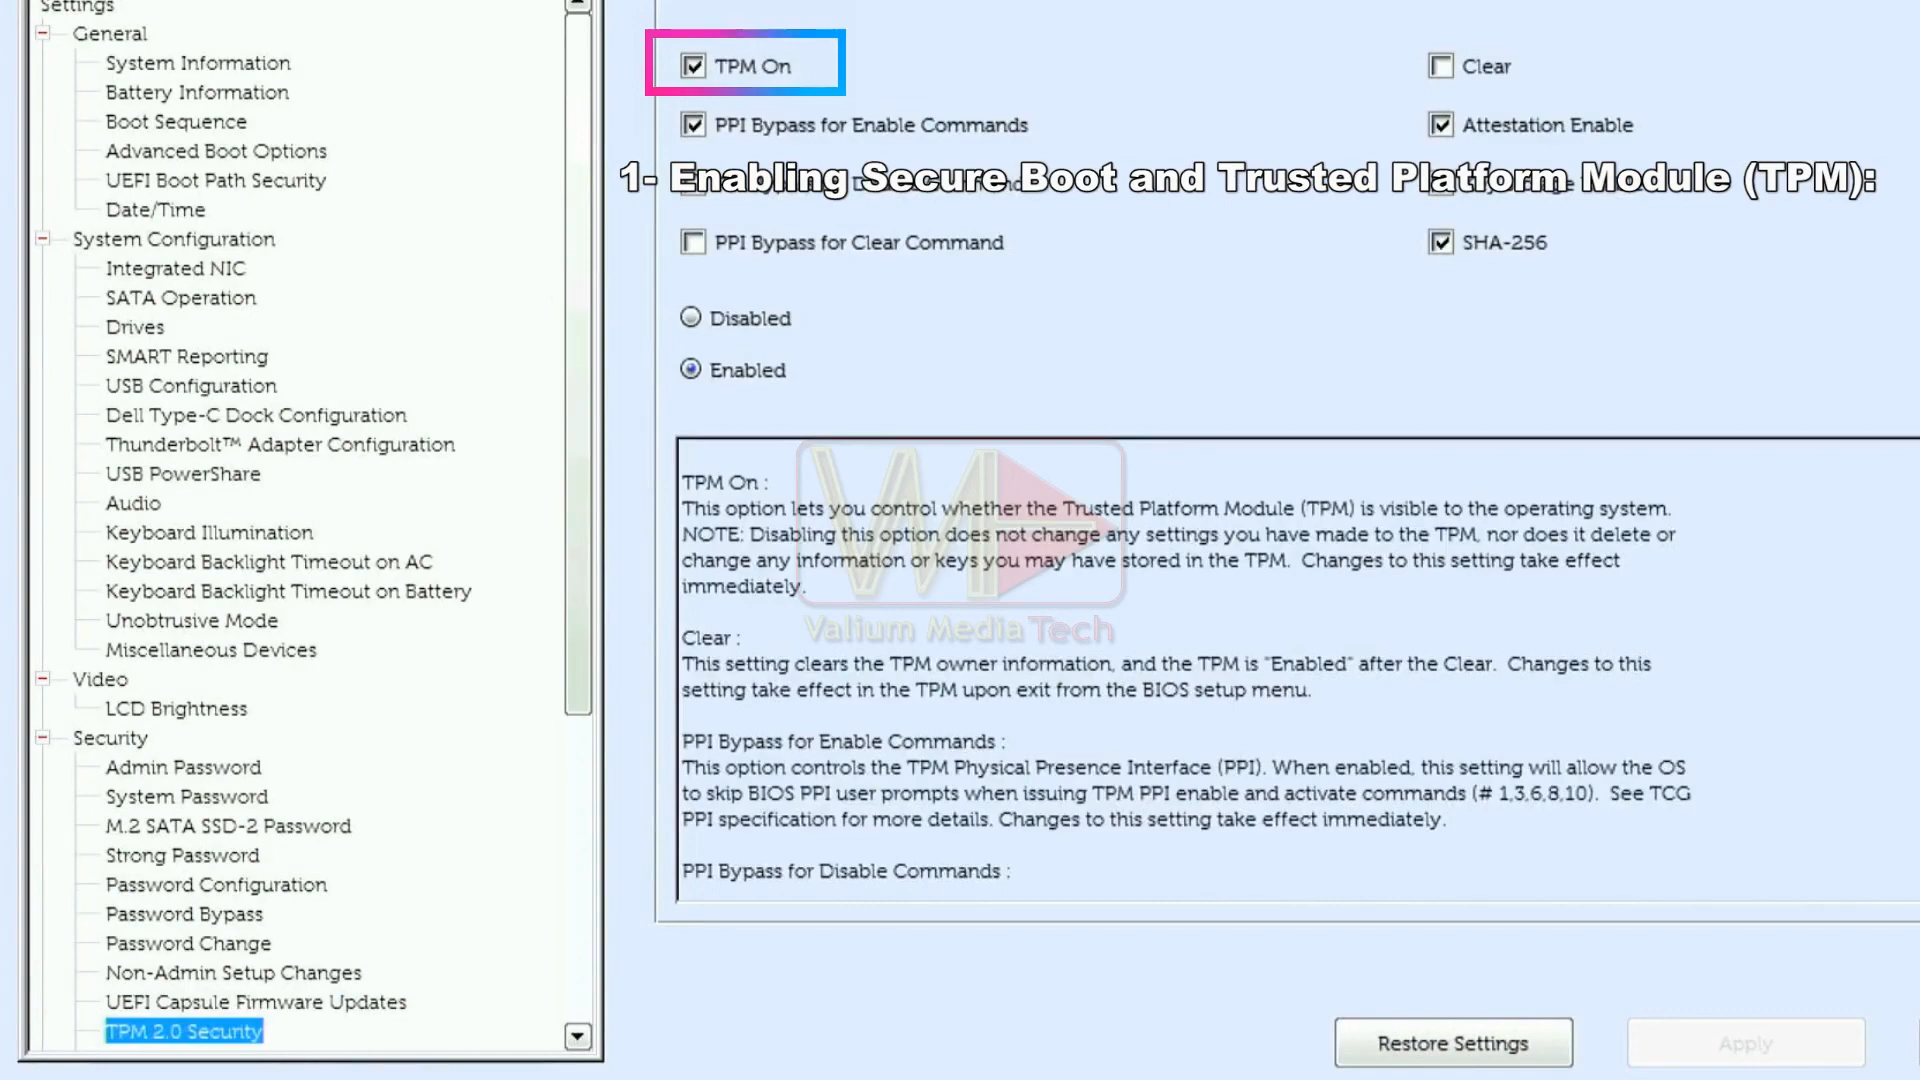 Settings
General
System Information
Battery Information
Boot Sequence
Advanced Boot Options
UEFI Boot Path Security
Date/Time
System Configuration
Integrated NIC
SATA Operation
Drives
SMART Reporting
USB Configuration
Dell Type-C Dock Configuration
Thunderbolt™ Adapter Configuration
USB PowerShare
Audio
Keyboard Illumination
Keyboard Backlight Timeout on AC
Keyboard Backlight Timeout on Battery
Unobtrusive Mode
Miscellaneous Devices
Video
LCD Brightness
Security
Admin Password
System Password
M.2 SATA SSD-2 Password
Strong Password
Password Configuration
Password Bypass
Password Change
Non-Admin Setup Changes
UEFI Capsule Firmware Updates
TPM 2.0 Security
TPM On
Clear
PPI Bypass for Enable Commands
Attestation Enable
1- Enabling Secure Boot and Trusted Platform Module (TPM):
PPI Bypass for Clear Command
SHA-256
Disabled
Enabled
TPM On :
This option lets you control whether the Trusted Platform Module (TPM) is visible to the operating system.
NOTE: Disabling this option does not change any settings you have made to the TPM, nor does it delete or
change any information or keys you may have stored in the TPM. Changes to this setting take effect
immediately.
Clear :
This setting clears the TPM owner information, and the TPM is "Enabled" after the Clear. Changes to this
setting take effect in the TPM upon exit from the BIOS setup menu.
PPI Bypass for Enable Commands :
This option controls the TPM Physical Presence Interface (PPI). When enabled, this setting will allow the OS
to skip BIOS PPI user prompts when issuing TPM PPI enable and activate commands (# 1,3,6,8,10). See TCG
PPI specification for more details. Changes to this setting take effect immediately.
PPI Bypass for Disable Commands :
Valium Media Tech
Restore Settings
Apply